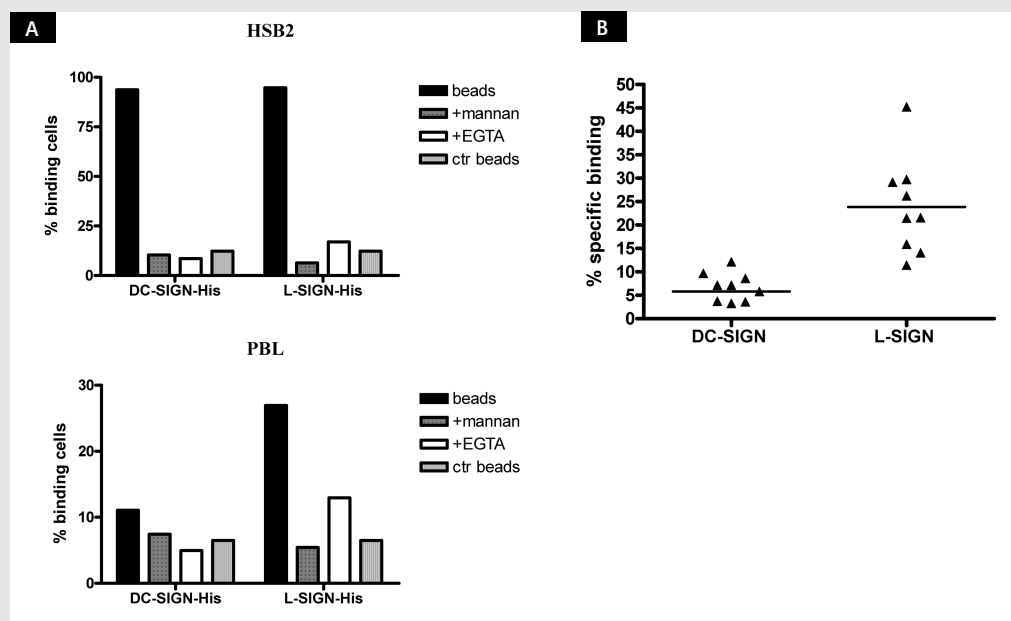 A
HSB2
% binding cells
100
75
50
25
0
DC-SIGN-His
L-SIGN-His
beads
+mannan
+EGTA
ctr beads
PBL
% binding cells
30
20
10
0
DC-SIGN-His
L-SIGN-His
beads
+mannan
+EGTA
ctr beads
B
% specific binding
50
45
40
35
30
25
20
15
10
5
0
DC-SIGN
L-SIGN